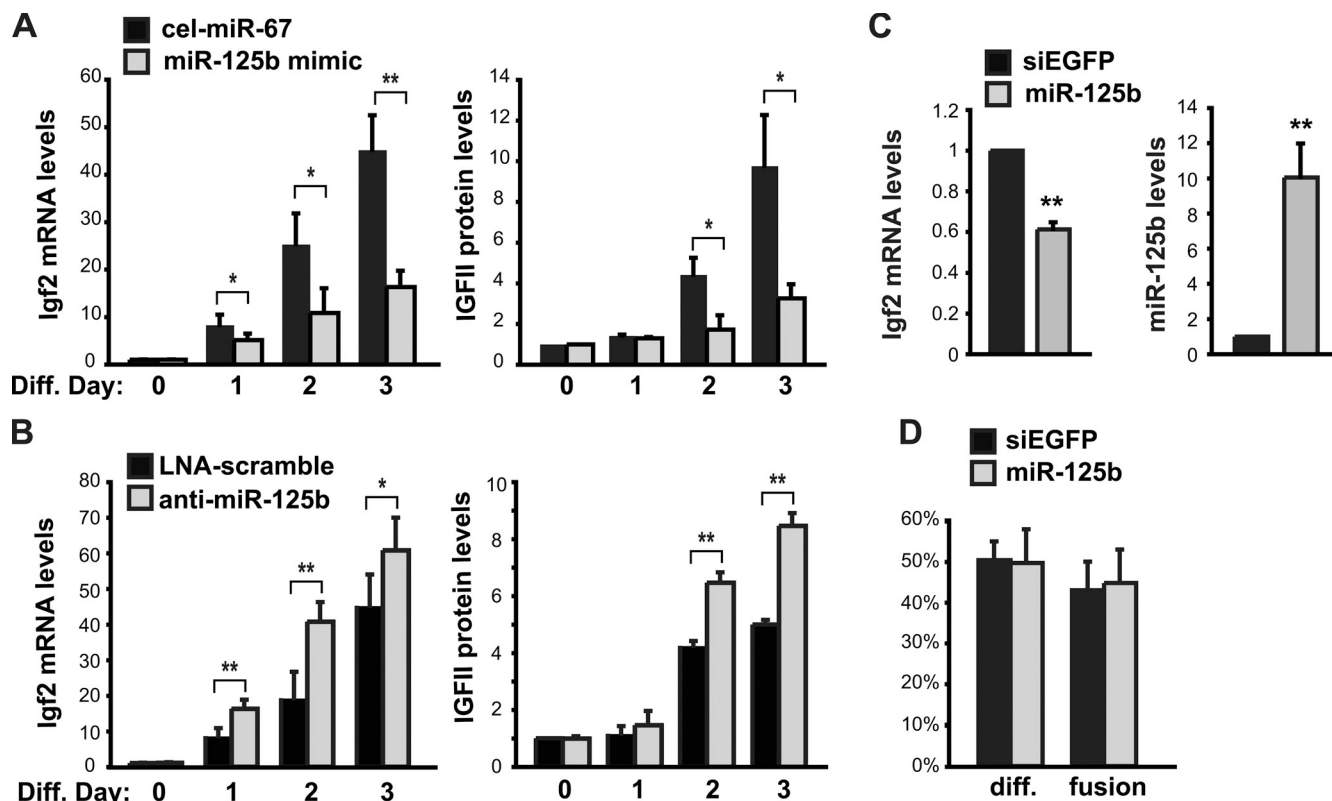 A
cel-miR-67
miR-125b mimic
Igf2 mRNA levels
60
50
40
30
20
10
0
*
*
**
IGFII protein levels
14
12
10
8
6
4
2
0
*
*
Diff. Day: 0 1 2 3
0 1 2 3
B
LNA-scramble
anti-miR-125b
Igf2 mRNA levels
80
70
60
50
40
30
20
10
0
**
**
*
IGFII protein levels
10
8
6
4
2
0
**
**
Diff. Day: 0 1 2 3
0 1 2 3
C
siEGFP
miR-125b
Igf2 mRNA levels
1.2
1
0.8
0.6
0.4
0.2
0
**
miR-125b levels
14
12
10
8
6
4
2
0
**
D
siEGFP
miR-125b
60%
50%
40%
30%
20%
10%
0%
diff. fusion